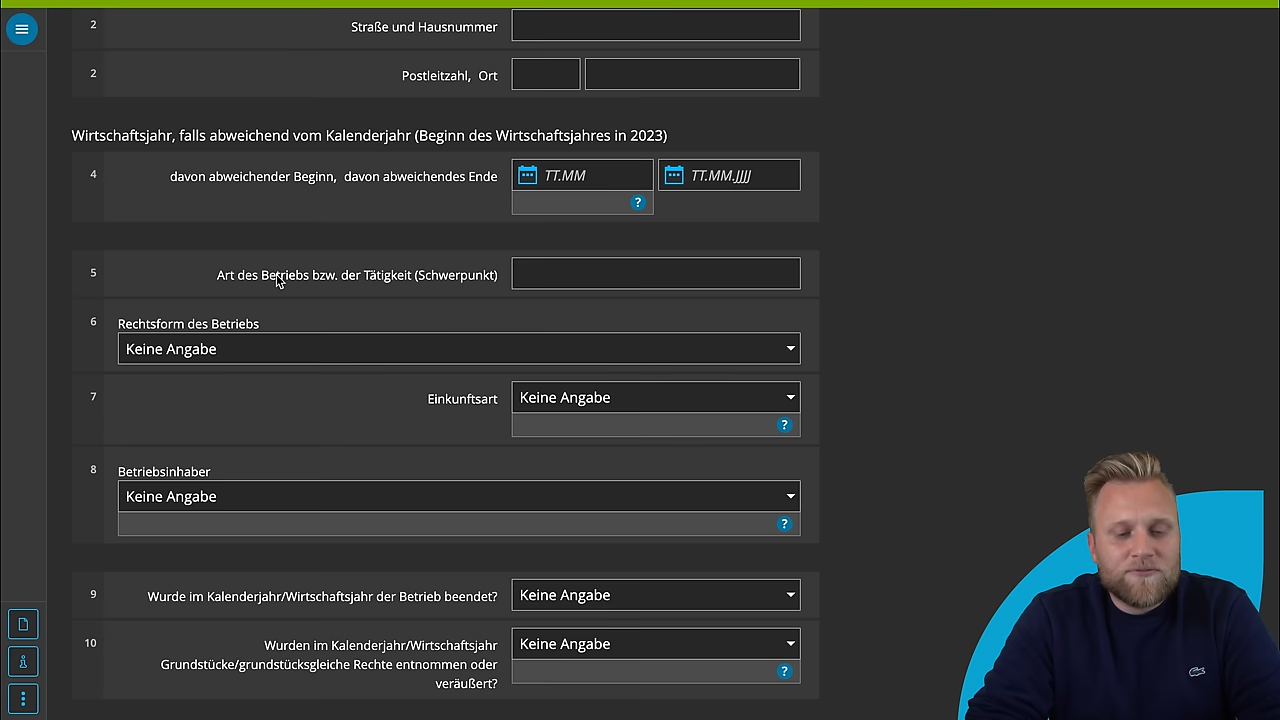 2 Straße und Hausnummer
2 Postleitzahl, Ort
Wirtschaftsjahr, falls abweichend vom Kalenderjahr (Beginn des Wirtschaftsjahres in 2023)
4 davon abweichender Beginn, davon abweichendes Ende TT.MM TT.MM.JJJJ
?
5 Art des Betriebs bzw. der Tätigkeit (Schwerpunkt)
6 Rechtsform des Betriebs
Keine Angabe
7 Einkunftsart Keine Angabe
?
8 Betriebsinhaber
Keine Angabe
?
9 Wurde im Kalenderjahr/Wirtschaftsjahr der Betrieb beendet? Keine Angabe
10 Wurden im Kalenderjahr/Wirtschaftsjahr Keine Angabe
Grundstücke/grundstücksgleiche Rechte entnommen oder
veräußert?
?